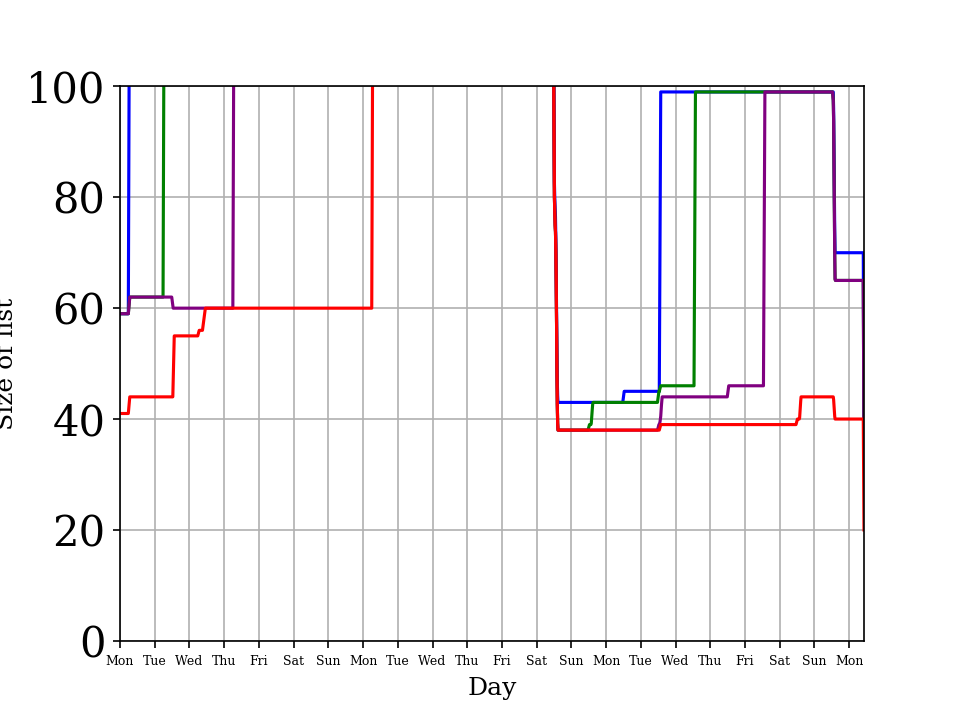 100
80
60
40
20
0
Size of list
Mon Tue Wed Thu Fri Sat Sun Mon Tue Wed Thu Fri Sat Sun Mon Tue Wed Thu Fri Sat Sun Mon
Day